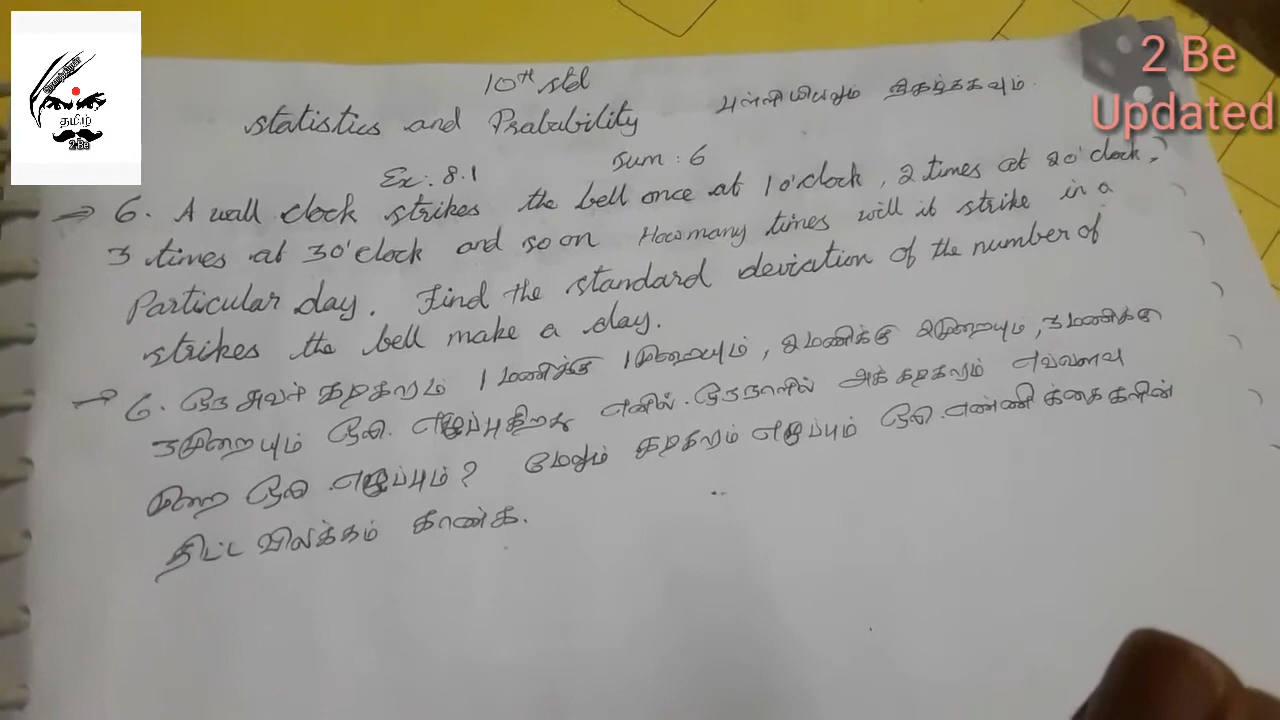 2 Be
Updated
தமிழ்
2 Be
10th std
Statistics and Prabability புள்ளியியலும் நிகழ்தகவும்.
Ex: 8.1 Sum: 6
⇒ 6. A wall clock strikes the bell once at 1 o'clock, 2 times at 2 o'clock,
3 times at 3 o'clock and so on How many times will it strike in a
Particular day. Find the standard deviation of the number of
strikes the bell make a day.
→ 6. ஒரு சுவர் கடிகாரம் 1 மணிக்கு 1 முறையும், 2 மணிக்கு 2 முறையும், 3 மணிக்கு
3 முறையும் ஒலி எழுப்புகிறது எனில். ஒரு நாளில் அக்கடிகாரம் எவ்வளவு
முறை ஒலி எழுப்பும்? மேலும் கடிகாரம் எழுப்பும் ஒலி எண்ணிக்கைகளின்
திட்ட விலக்கம் காண்க.